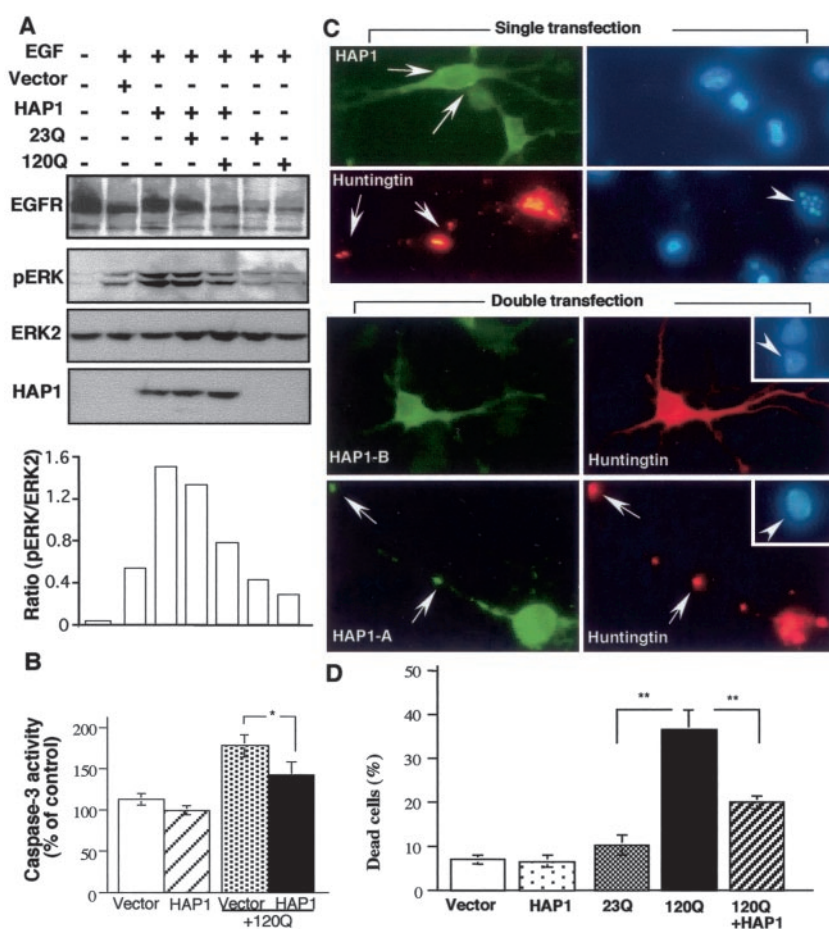 A
EGF - + + + + + +
Vector - + - - - - -
HAP1 - - + + + - -
23Q - - - + - + -
120Q - - - - + - +
EGFR
pERK
ERK2
HAP1
Ratio (pERK/ERK2)
1.6
1.2
0.8
0.4
0
B
Caspase-3 activity
(% of control)
200
150
100
50
0
Vector HAP1 Vector HAP1
+120Q
*
C
Single transfection
HAP1
Huntingtin
Double transfection
HAP1-B
Huntingtin
HAP1-A
Huntingtin
D
Dead cells (%)
50
40
30
20
10
0
** **
Vector HAP1 23Q 120Q 120Q
+HAP1